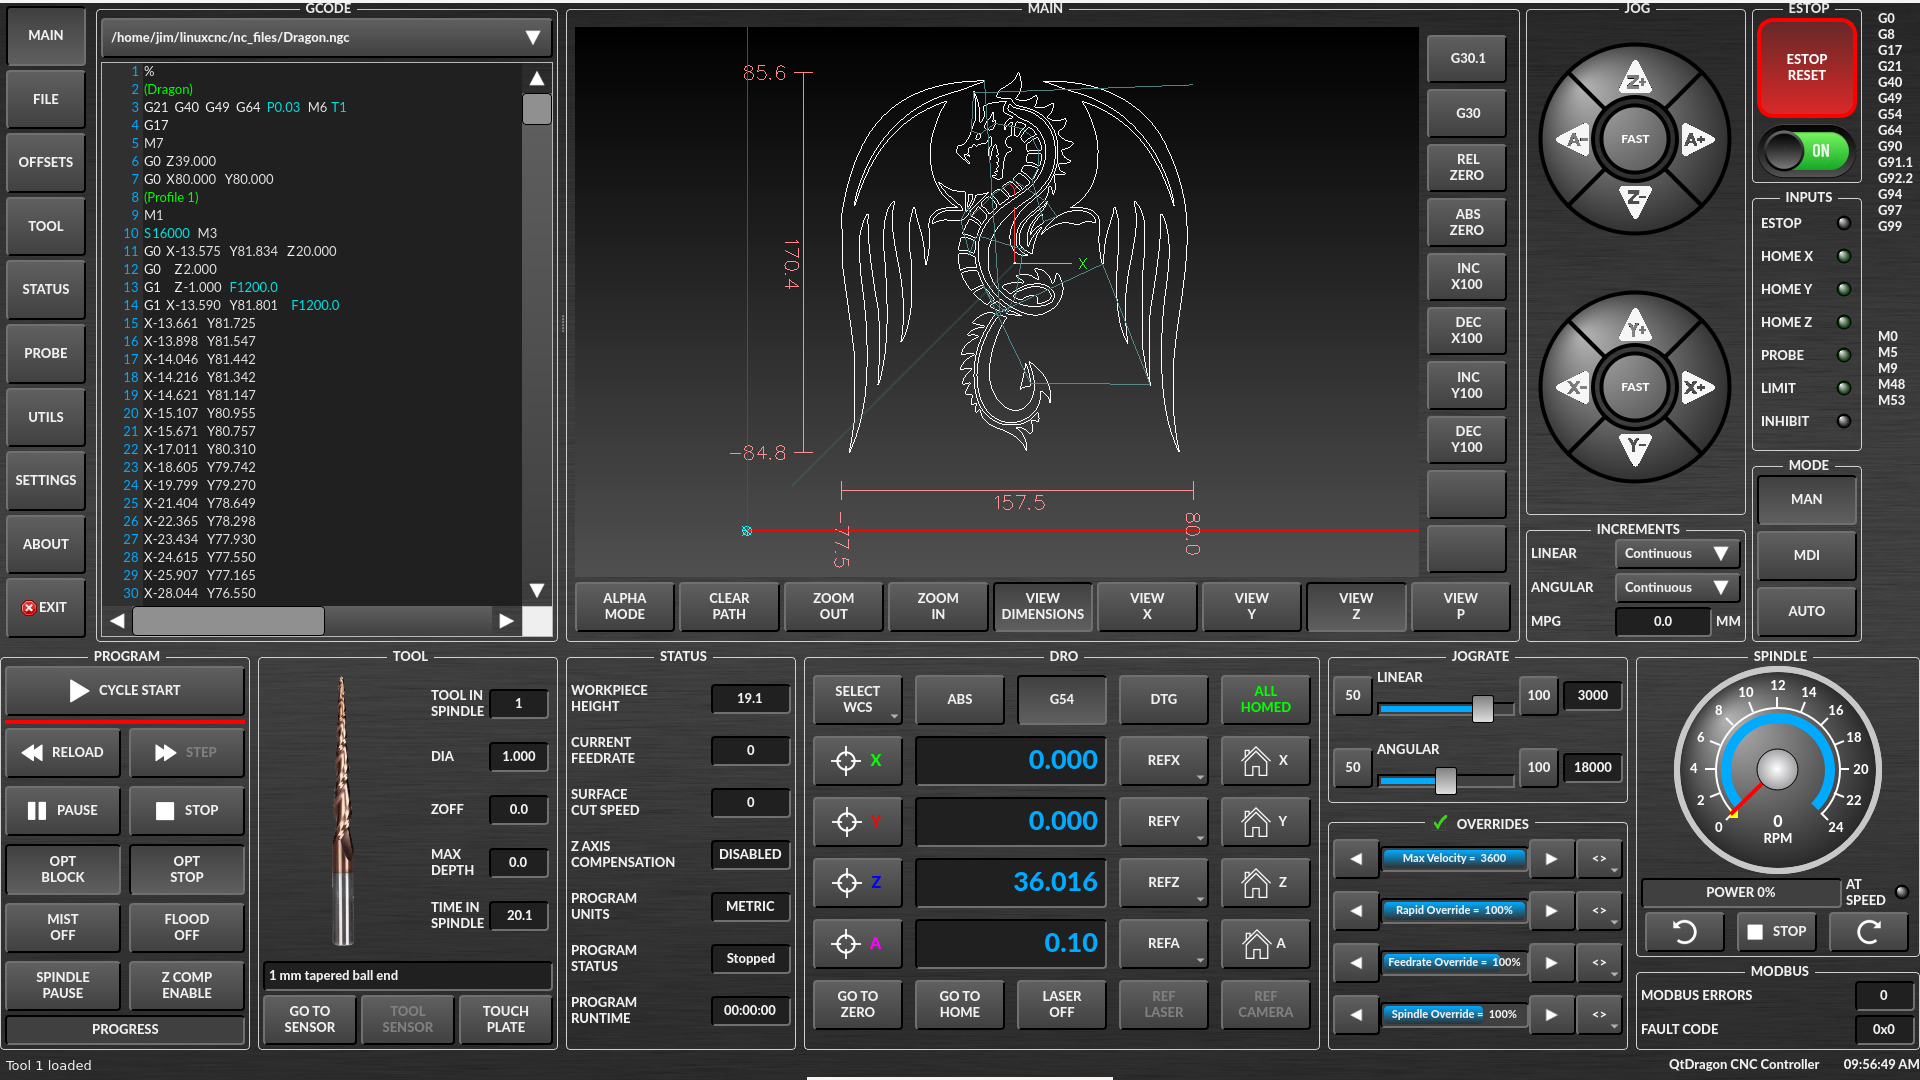 MAIN
FILE
OFFSETS
TOOL
STATUS
PROBE
UTILS
SETTINGS
ABOUT
EXIT
GCODE
/home/jim/linuxcnc/nc_files/Dragon.ngc
1 %
2 (Dragon)
3 G21 G40 G49 G64 P0.03 M6 T1
4 G17
5 M7
6 G0 Z39.000
7 G0 X80.000 Y80.000
8 (Profile 1)
9 M1
10 S16000 M3
11 G0 X-13.575 Y81.834 Z20.000
12 G0 Z2.000
13 G1 Z-1.000 F1200.0
14 G1 X-13.590 Y81.801 F1200.0
15 X-13.661 Y81.725
16 X-13.898 Y81.547
17 X-14.046 Y81.442
18 X-14.216 Y81.342
19 X-14.621 Y81.147
20 X-15.107 Y80.955
21 X-15.671 Y80.757
22 X-17.011 Y80.310
23 X-18.605 Y79.742
24 X-19.799 Y79.270
25 X-21.404 Y78.649
26 X-22.365 Y78.298
27 X-23.434 Y77.930
28 X-24.615 Y77.550
29 X-25.907 Y77.165
30 X-28.044 Y76.550
MAIN
85.6
170.4
X
-84.8
157.5
-77.5
80.0
G30.1
G30
REL
ZERO
ABS
ZERO
INC
X100
DEC
X100
INC
Y100
DEC
Y100
ALPHA
MODE
CLEAR
PATH
ZOOM
OUT
ZOOM
IN
VIEW
DIMENSIONS
VIEW
X
VIEW
Y
VIEW
Z
VIEW
P
JOG
Z+
A-
FAST
A+
Z-
Y+
X-
FAST
X+
Y-
INCREMENTS
LINEAR Continuous
ANGULAR Continuous
MPG 0.0 MM
ESTOP
ESTOP
RESET
ON
INPUTS
ESTOP
HOME X
HOME Y
HOME Z
PROBE
LIMIT
INHIBIT
MODE
MAN
MDI
AUTO
G0
G8
G17
G21
G40
G49
G54
G64
G90
G91.1
G92.2
G94
G97
G99
M0
M5
M9
M48
M53
PROGRAM
CYCLE START
RELOAD
STEP
PAUSE
STOP
OPT
BLOCK
OPT
STOP
MIST
OFF
FLOOD
OFF
SPINDLE
PAUSE
Z COMP
ENABLE
PROGRESS
TOOL
TOOL IN
SPINDLE 1
DIA 1.000
ZOFF 0.0
MAX
DEPTH 0.0
TIME IN
SPINDLE 20.1
1 mm tapered ball end
GO TO
SENSOR
TOOL
SENSOR
TOUCH
PLATE
STATUS
WORKPIECE
HEIGHT 19.1
CURRENT
FEEDRATE 0
SURFACE
CUT SPEED 0
Z AXIS
COMPENSATION DISABLED
PROGRAM
UNITS METRIC
PROGRAM
STATUS Stopped
PROGRAM
RUNTIME 00:00:00
DRO
SELECT
WCS
ABS
G54
DTG
ALL
HOMED
X 0.000 REFX X
Y 0.000 REFY Y
Z 36.016 REFZ Z
A 0.10 REFA A
GO TO
ZERO
GO TO
HOME
LASER
OFF
REF
LASER
REF
CAMERA
JOGRATE
LINEAR
50 100 3000
ANGULAR
50 100 18000
OVERRIDES
Max Velocity = 3600 <>
Rapid Override = 100% <>
Feedrate Override = 100% <>
Spindle Override = 100% <>
SPINDLE
0
2
4
6
8
10
12
14
16
18
20
22
24
0
RPM
POWER 0%
AT
SPEED
STOP
MODBUS
MODBUS ERRORS 0
FAULT CODE 0x0
Tool 1 loaded
QtDragon CNC Controller 09:56:49 AM